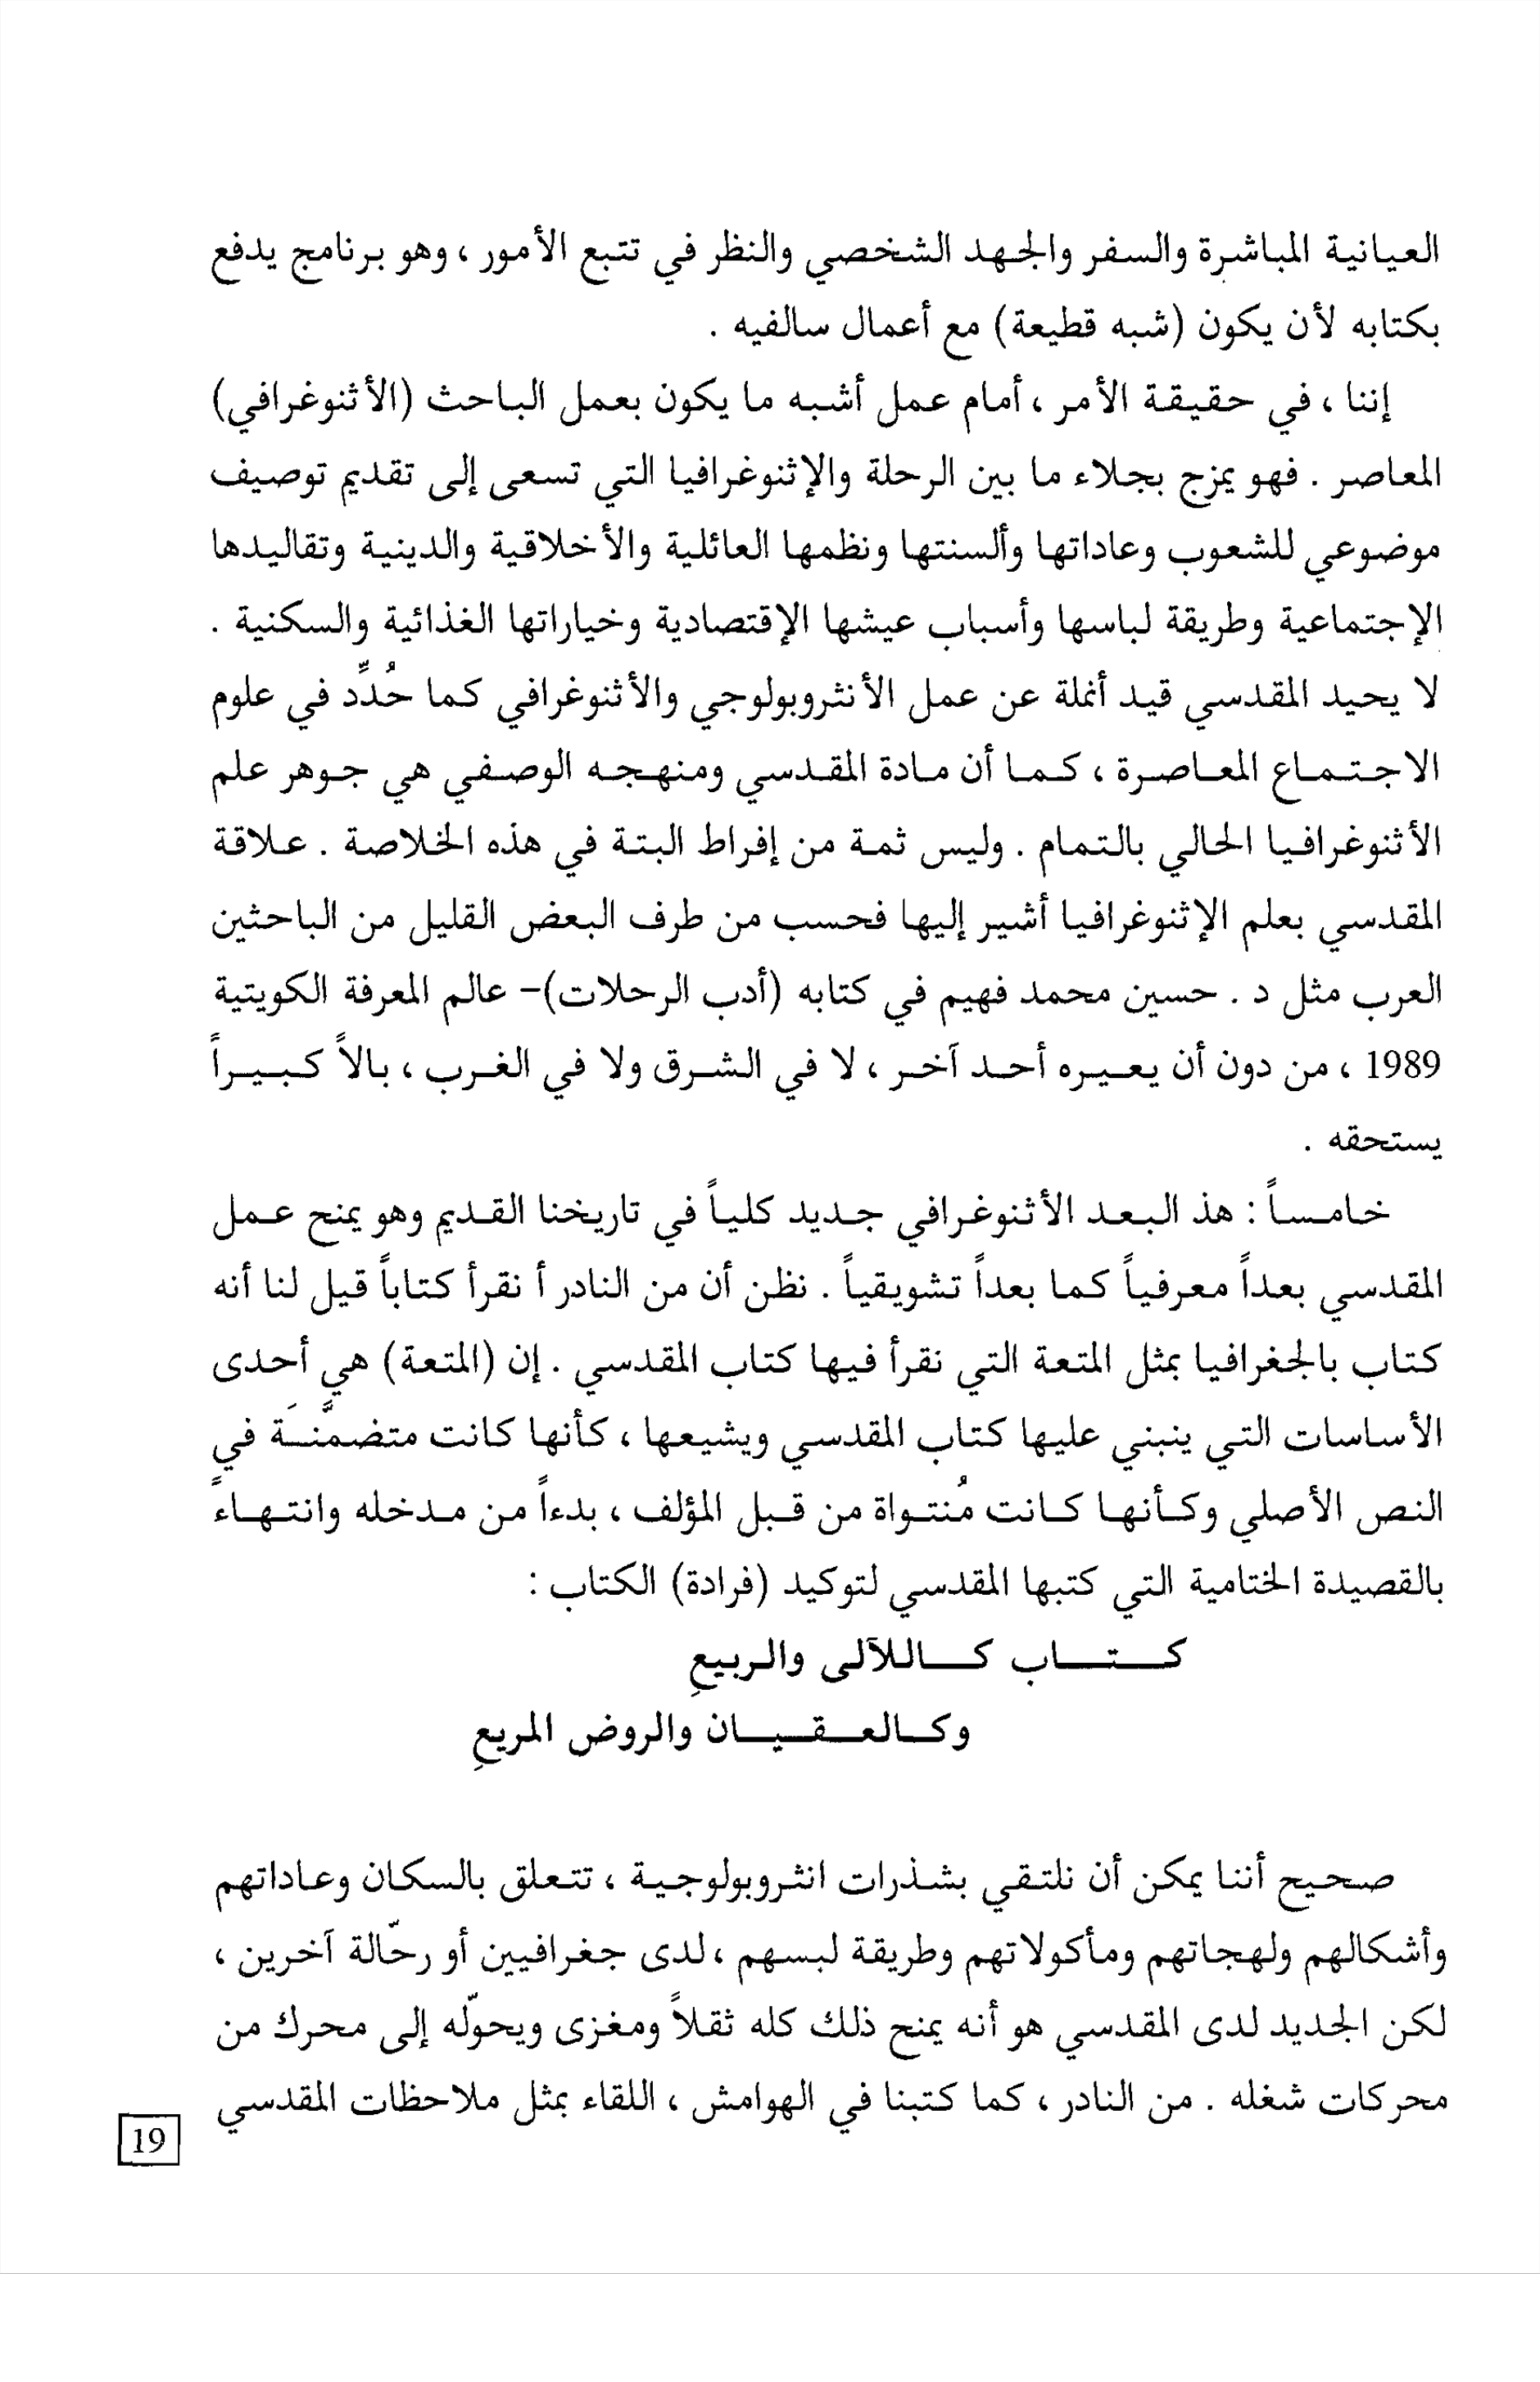 العيانية المباشرة والسفر والجهد الشخصي والنظر في تتبع الأمور ، وهو برنامج يدفع
بكتابه لأن يكون (شبه قطيعة) مع أعمال سالفيه .
إننا ، في حقيقة الأمر ، أمام عمل أشبه ما يكون بعمل الباحث (الأثنوغرافي)
المعاصر . فهو يمزج بجلاء ما بين الرحلة والإثنوغرافيا التي تسعى إلى تقديم توصيف
موضوعي للشعوب وعاداتها وألسنتها ونظمها العائلية والأخلاقية والدينية وتقاليدها
الإجتماعية وطريقة لباسها وأسباب عيشها الإقتصادية وخياراتها الغذائية والسكنية .
لا يحيد المقدسي قيد أنملة عن عمل الأنثروبولوجي والأثنوغرافي كما حُدِّد في علوم
الاجتماع المعاصرة ، كما أن مادة المقدسي ومنهجه الوصفي هي جوهر علم
الأثنوغرافيا الحالي بالتمام . وليس ثمة من إفراط البتة في هذه الخلاصة . علاقة
المقدسي بعلم الإثنوغرافيا أشير إليها فحسب من طرف البعض القليل من الباحثين
العرب مثل د . حسين محمد فهيم في كتابه (أدب الرحلات)- عالم المعرفة الكويتية
1989 ، من دون أن يعيره أحد آخر ، لا في الشرق ولا في الغرب ، بالاً كبيراً
يستحقه .
خامساً : هذ البعد الأثنوغرافي جديد كلياً في تاريخنا القديم وهو يمنح عمل
المقدسي بعداً معرفياً كما بعداً تشويقياً . نظن أن من النادر أ نقرأ كتاباً قيل لنا أنه
كتاب بالجغرافيا بمثل المتعة التي نقرأ فيها كتاب المقدسي . إن (المتعة) هي أحدى
الأساسات التي ينبني عليها كتاب المقدسي ويشيعها ، كأنها كانت متضمَّنَة في
النص الأصلي وكأنها كانت مُنتواة من قبل المؤلف ، بدءاً من مدخله وانتهاءً
بالقصيدة الختامية التي كتبها المقدسي لتوكيد (فرادة) الكتاب :
كتاب كاللآلى والربيعِ
وكالعقيان والروض المريعِ
صحيح أننا يمكن أن نلتقي بشذرات انثروبولوجية ، تتعلق بالسكان وعاداتهم
وأشكالهم ولهجاتهم ومأكولاتهم وطريقة لبسهم ،لدى جغرافيين أو رحّالة آخرين ،
لكن الجديد لدى المقدسي هو أنه يمنح ذلك كله ثقلاً ومغزى ويحوّله إلى محرك من
محركات شغله . من النادر ، كما كتبنا في الهوامش ، اللقاء بمثل ملاحظات المقدسي
19